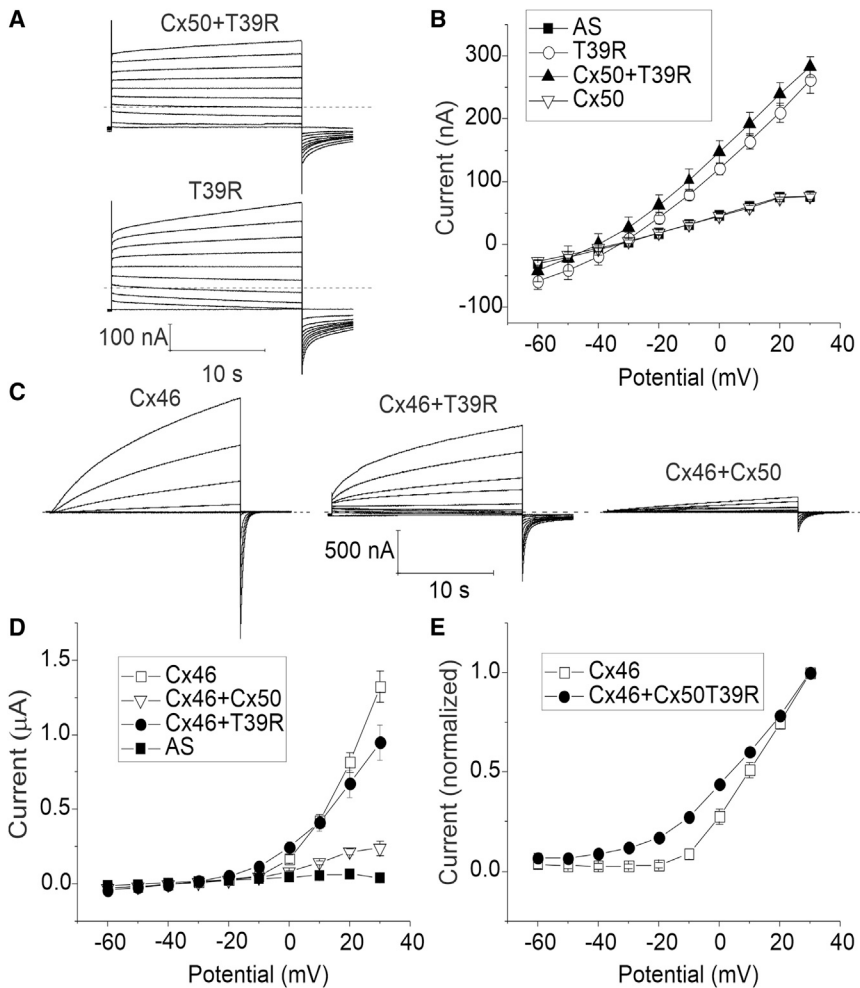 A
Cx50+T39R
T39R
100 nA
10 s
B
AS
T39R
Cx50+T39R
Cx50
Current (nA)
300
200
100
0
-100
-60 -40 -20 0 20 40
Potential (mV)
C
Cx46
Cx46+T39R
Cx46+Cx50
500 nA
10 s
D
Cx46
Cx46+Cx50
Cx46+T39R
AS
Current (μA)
1.5
1.0
0.5
0.0
-60 -40 -20 0 20 40
Potential (mV)
E
Cx46
Cx46+Cx50T39R
Current (normalized)
1.0
0.5
0.0
-60 -40 -20 0 20 40
Potential (mV)